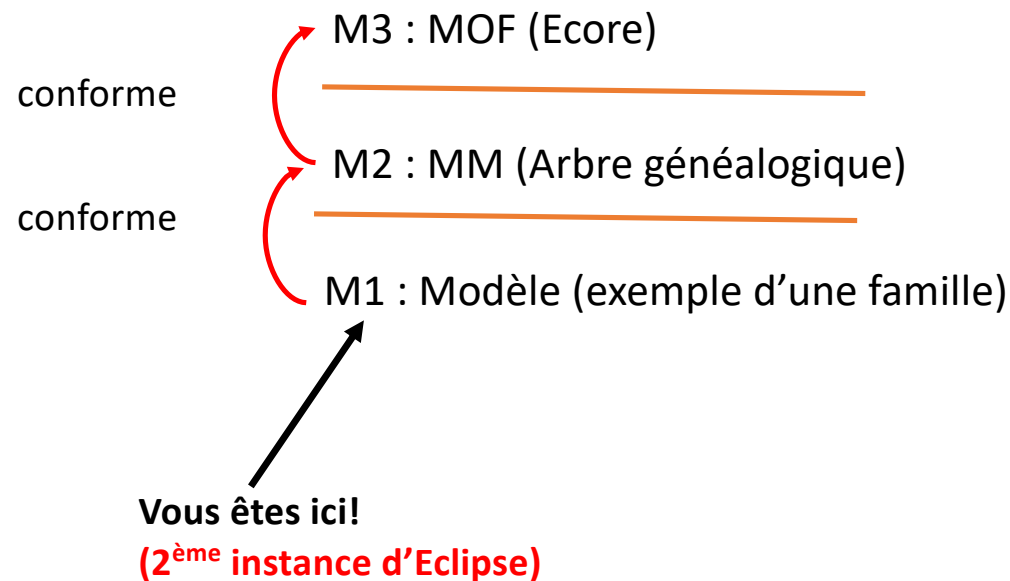 M3 : MOF (Ecore)
conforme
M2 : MM (Arbre généalogique)
conforme
M1 : Modèle (exemple d’une famille)
Vous êtes ici!
(2ème instance d’Eclipse)